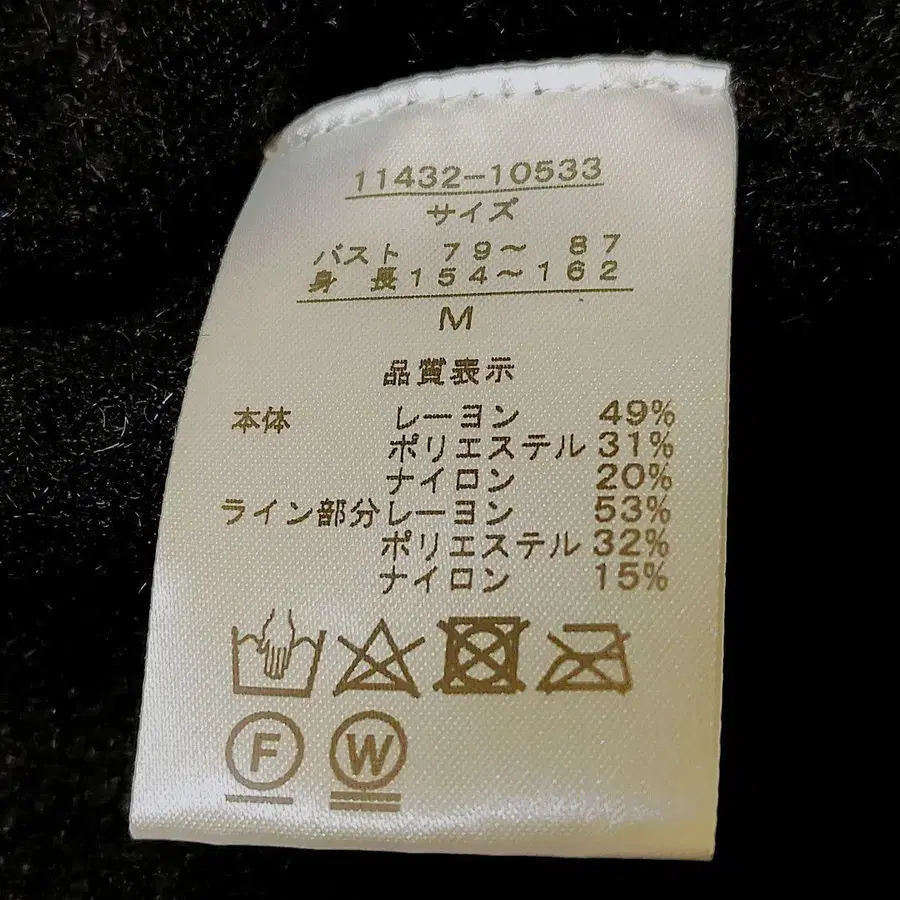 11432-10533
サイズ
バスト 79～ 87
身 長154～162
M
品質表示
本体 レーヨン 49%
ポリエステル 31%
ナイロン 20%
ライン部分 レーヨン 53%
ポリエステル 32%
ナイロン 15%
F W